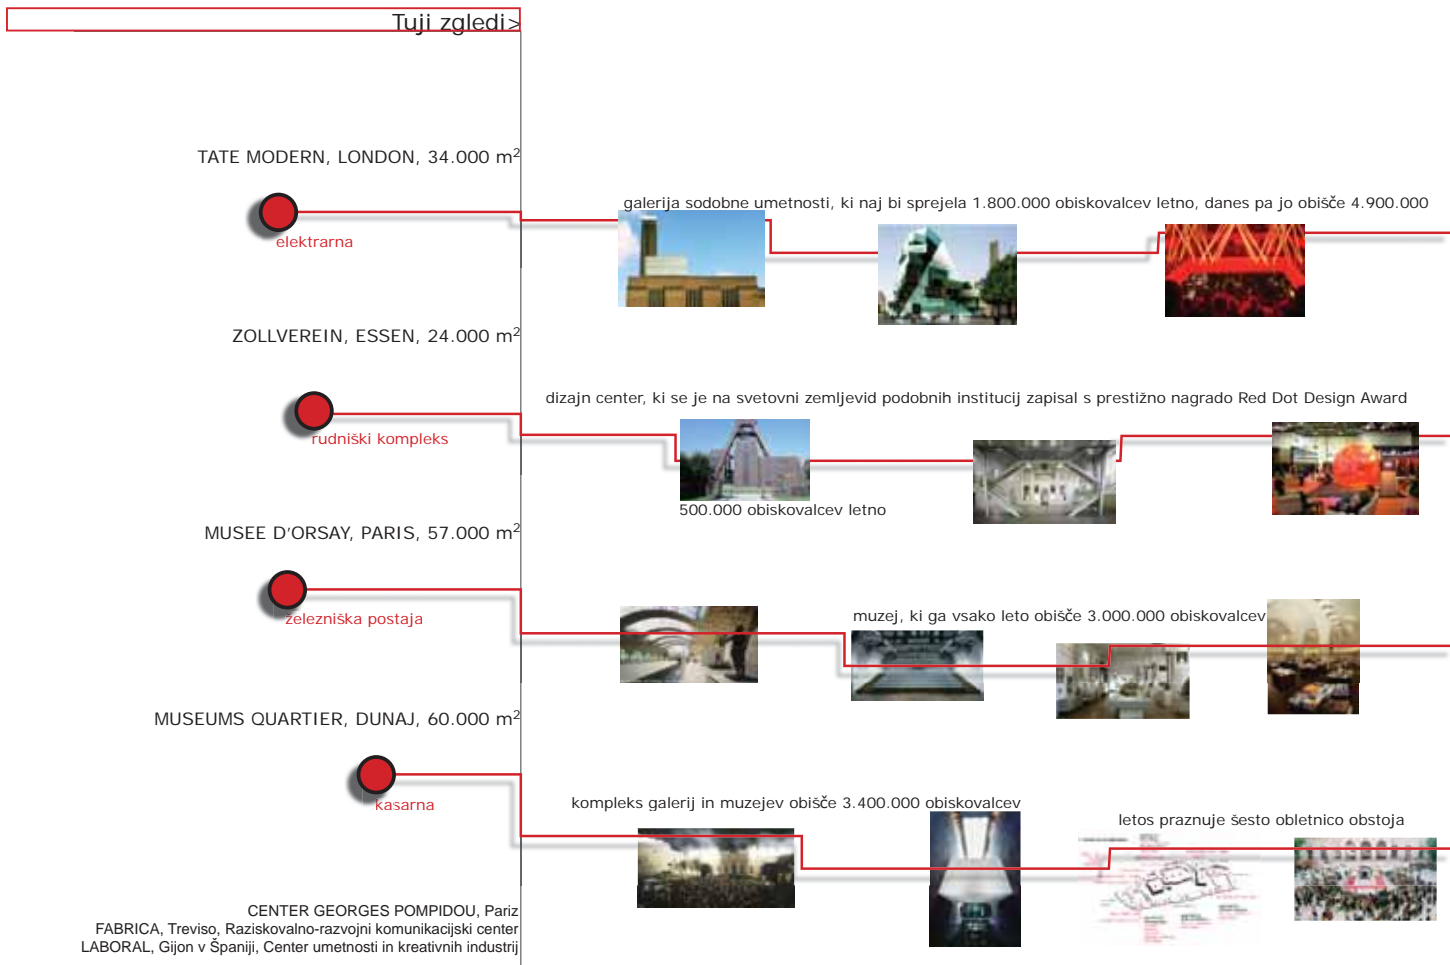 Tuji zgledi>
TATE MODERN, LONDON, 34.000 m²
elektrarna
galerija sodobne umetnosti, ki naj bi sprejela 1.800.000 obiskovalcev letno, danes pa jo obišče 4.900.000
ZOLLVEREIN, ESSEN, 24.000 m²
rudniški kompleks
dizajn center, ki se je na svetovni zemljevid podobnih institucij zapisal s prestižno nagrado Red Dot Design Award
500.000 obiskovalcev letno
MUSEE D'ORSAY, PARIS, 57.000 m²
železniška postaja
muzej, ki ga vsako leto obišče 3.000.000 obiskovalcev
MUSEUMS QUARTIER, DUNAJ, 60.000 m²
kasarna
kompleks galerij in muzejev obišče 3.400.000 obiskovalcev
letos praznuje šesto obletnico obstoja
CENTER GEORGES POMPIDOU, Pariz
FABRICA, Treviso, Raziskovalno-razvojni komunikacijski center
LABORAL, Gijon v Španiji, Center umetnosti in kreativnih industrij